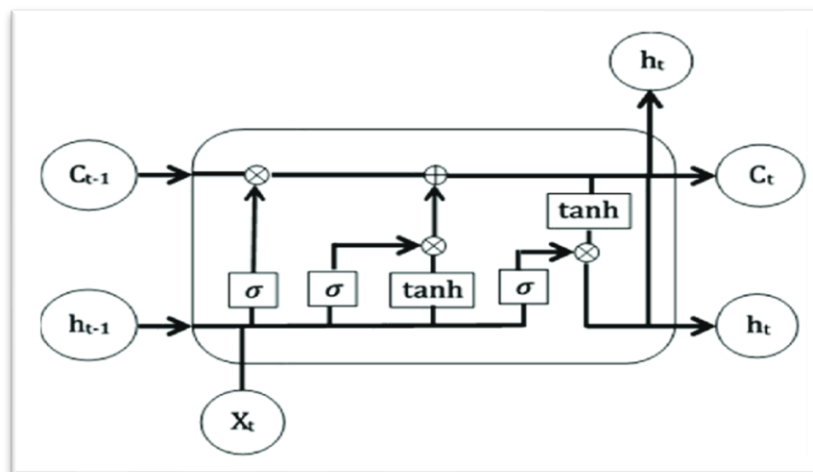 hₜ
Cₜ₋₁
Cₜ
tanh
σ
σ
tanh
σ
hₜ₋₁
hₜ
Xₜ